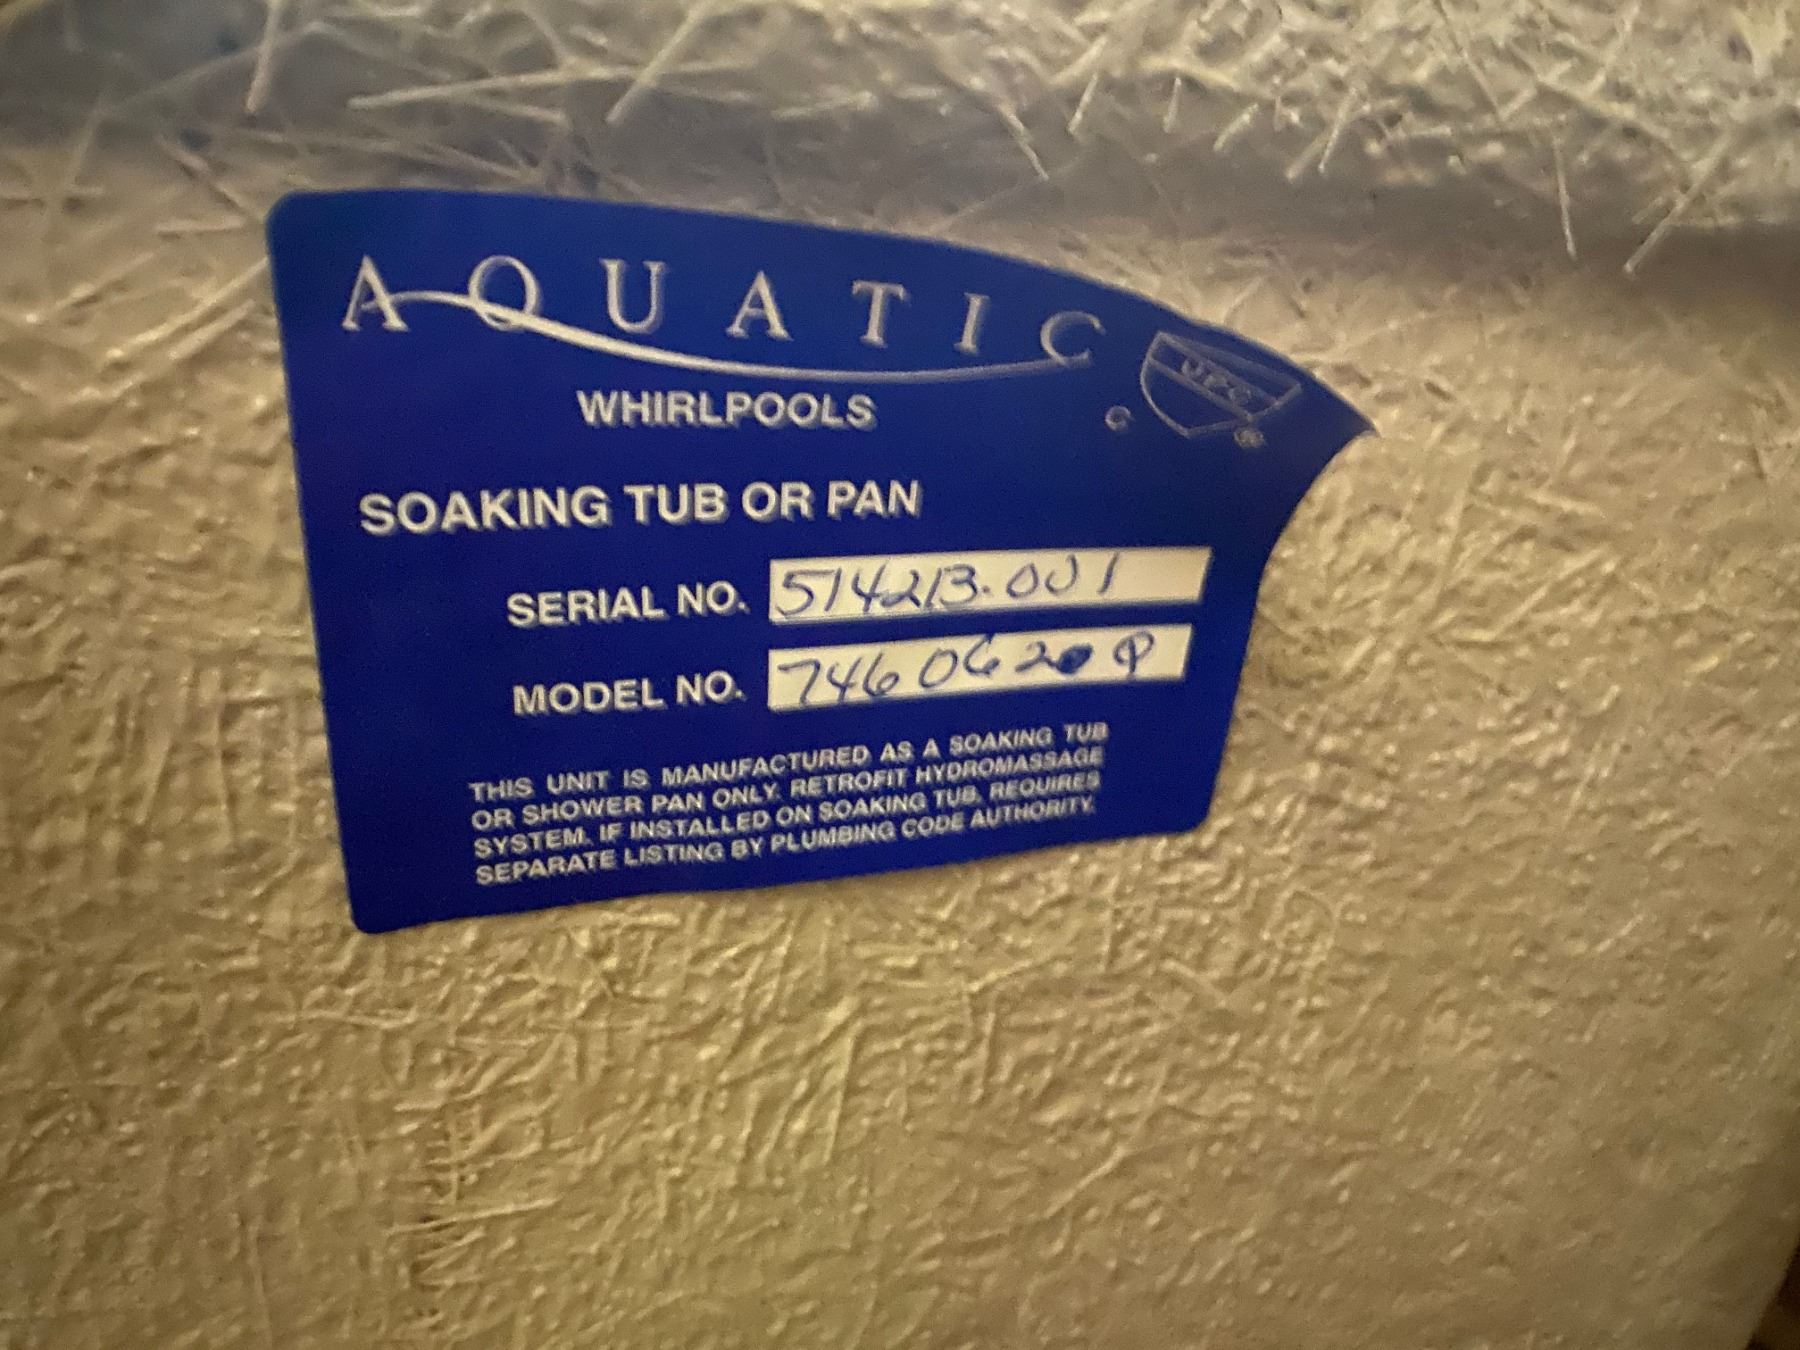 AQUATIC
WHIRLPOOLS
UPC
C ®
SOAKING TUB OR PAN
SERIAL NO. 514213.001
MODEL NO.
THIS UNIT IS MANUFACTURED AS A SOAKING TUB
OR SHOWER PAN ONLY. RETROFIT HYDROMASSAGE
SYSTEM, IF INSTALLED ON SOAKING TUB, REQUIRES
SEPARATE LISTING BY PLUMBING CODE AUTHORITY.